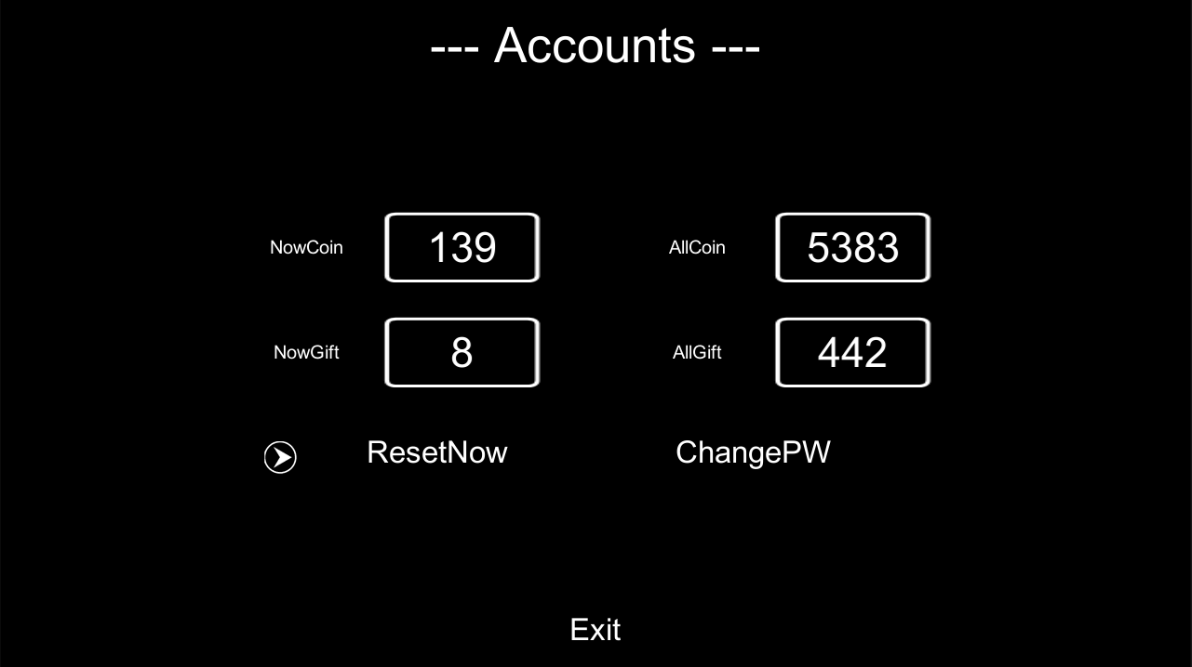 --- Accounts ---
NowCoin 139 AllCoin 5383
NowGift 8 AllGift 442
ResetNow ChangePW
Exit